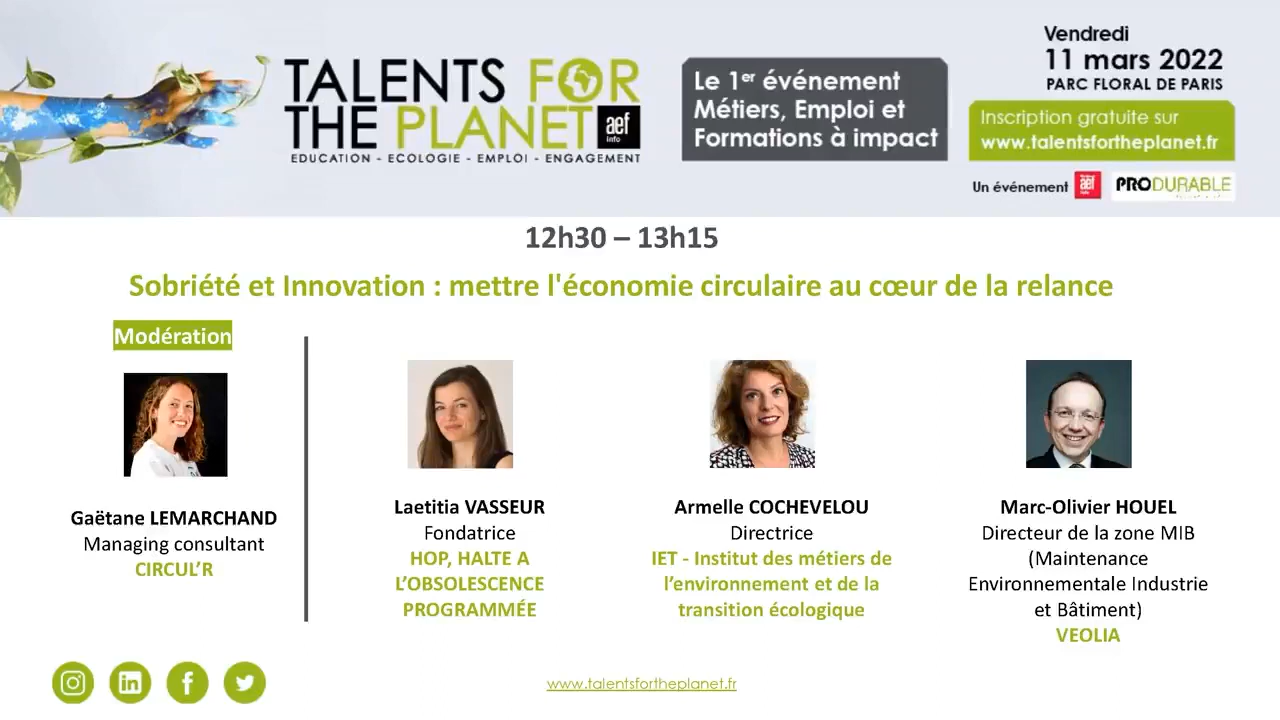 TALENTS FOR
THE PLANET
aef
info
EDUCATION - ECOLOGIE - EMPLOI - ENGAGEMENT
Le 1er événement
Métiers, Emploi et
Formations à impact
Vendredi
11 mars 2022
PARC FLORAL DE PARIS
Inscription gratuite sur
www.talentsfortheplanet.fr
Un événement
aef
PRODURABLE
12h30 – 13h15
Sobriété et Innovation : mettre l'économie circulaire au cœur de la relance
Modération
Gaëtane LEMARCHAND
Managing consultant
CIRCUL’R
Laetitia VASSEUR
Fondatrice
HOP, HALTE A
L’OBSOLESCENCE
PROGRAMMÉE
Armelle COCHEVELOU
Directrice
IET - Institut des métiers de
l’environnement et de la
transition écologique
Marc-Olivier HOUEL
Directeur de la zone MIB
(Maintenance
Environnementale Industrie
et Bâtiment)
VEOLIA
www.talentsfortheplanet.fr